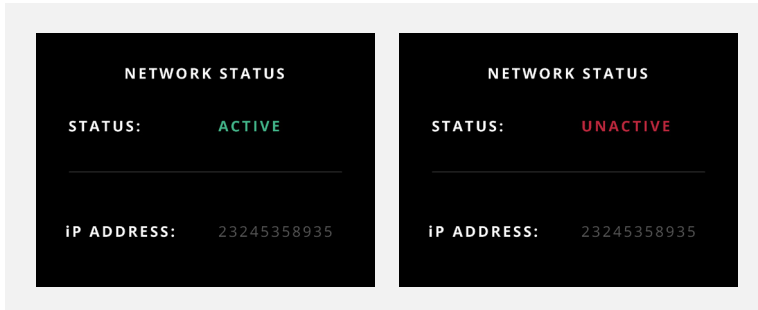 NETWORK STATUS
STATUS: ACTIVE
iP ADDRESS: 23245358935
NETWORK STATUS
STATUS: UNACTIVE
iP ADDRESS: 23245358935